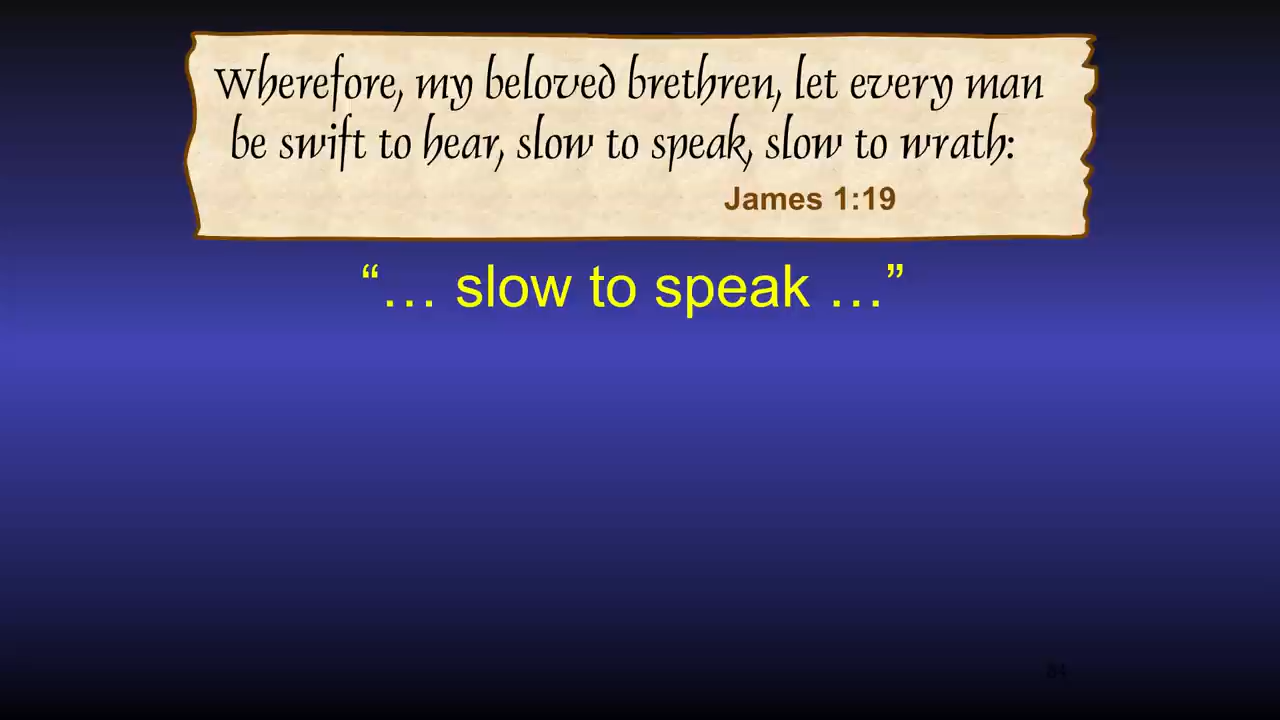 Wherefore, my beloved brethren, let every man
be swift to hear, slow to speak, slow to wrath:
James 1:19
“… slow to speak …”